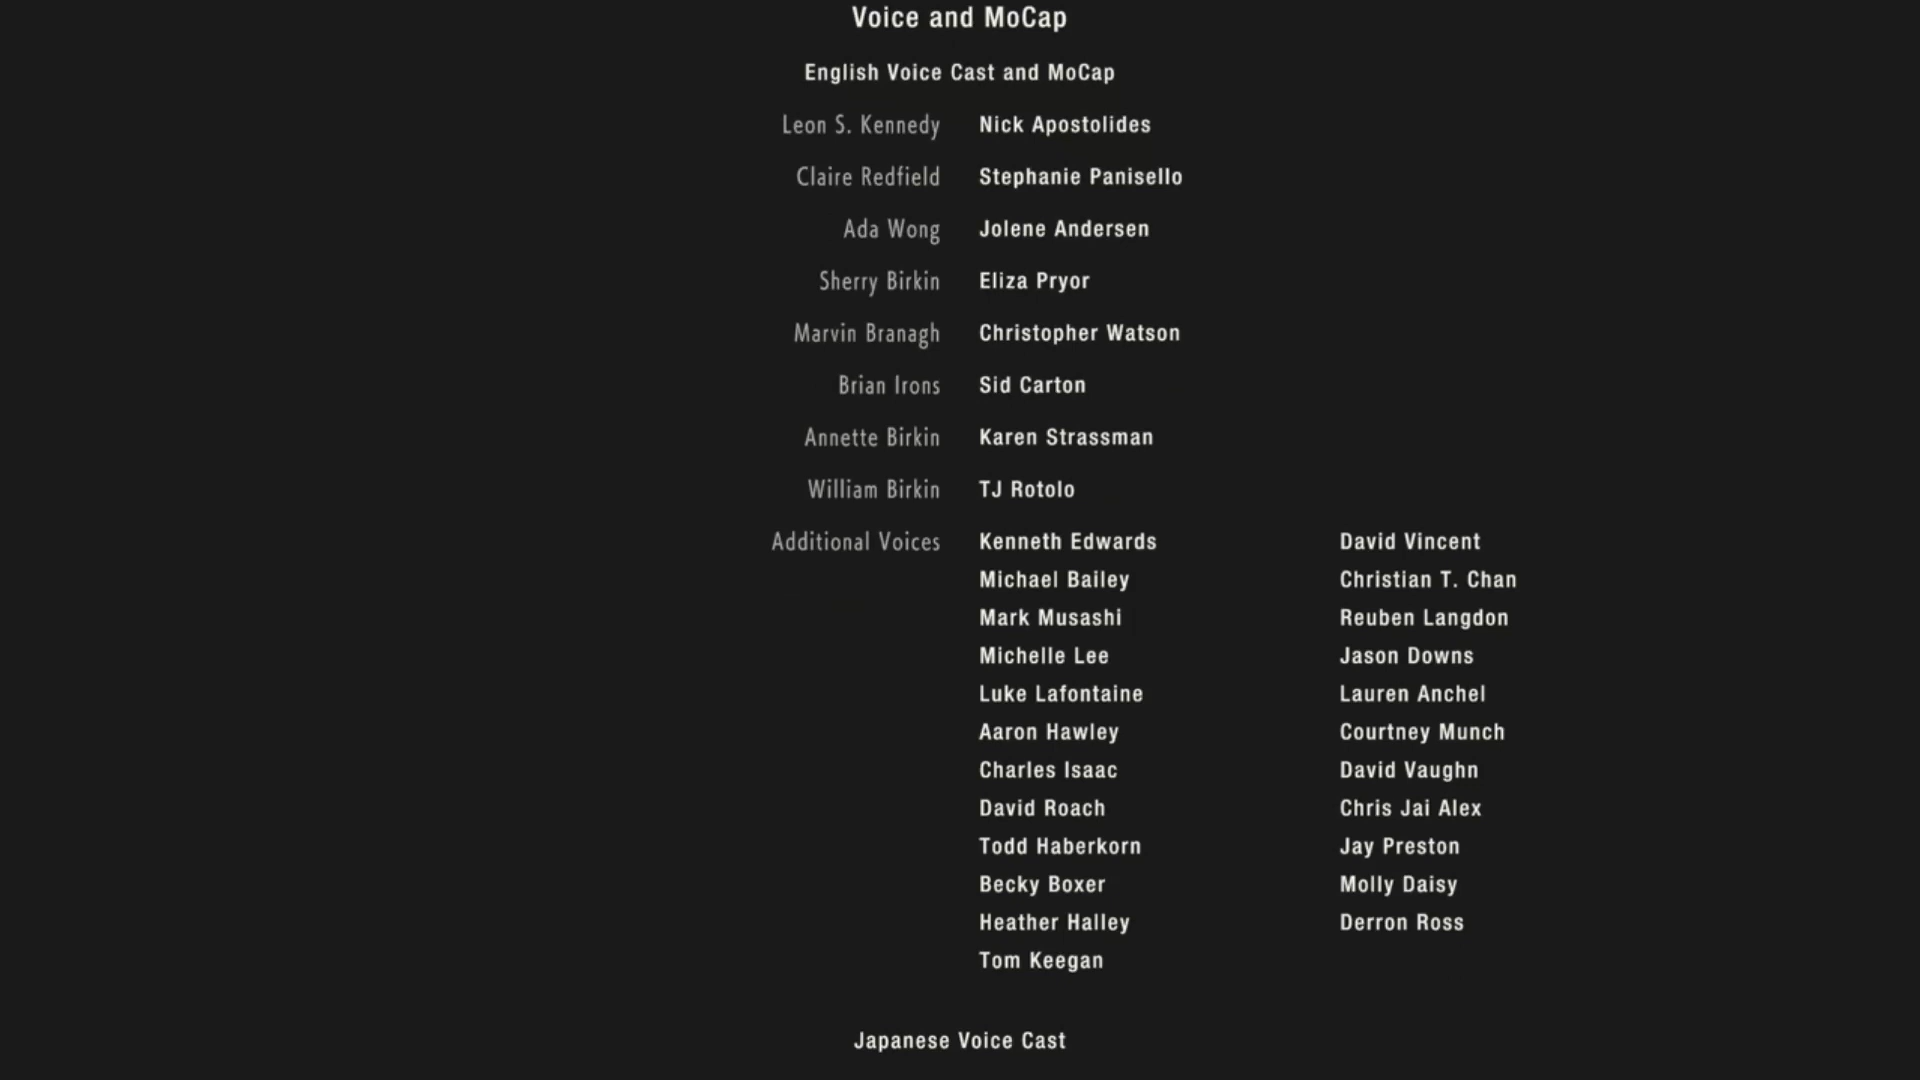 Voice and MoCap
English Voice Cast and MoCap
Leon S. Kennedy Nick Apostolides
Claire Redfield Stephanie Panisello
Ada Wong Jolene Andersen
Sherry Birkin Eliza Pryor
Marvin Branagh Christopher Watson
Brian Irons Sid Carton
Annette Birkin Karen Strassman
William Birkin TJ Rotolo
Additional Voices Kenneth Edwards David Vincent
Michael Bailey Christian T. Chan
Mark Musashi Reuben Langdon
Michelle Lee Jason Downs
Luke Lafontaine Lauren Anchel
Aaron Hawley Courtney Munch
Charles Isaac David Vaughn
David Roach Chris Jai Alex
Todd Haberkorn Jay Preston
Becky Boxer Molly Daisy
Heather Halley Derron Ross
Tom Keegan
Japanese Voice Cast